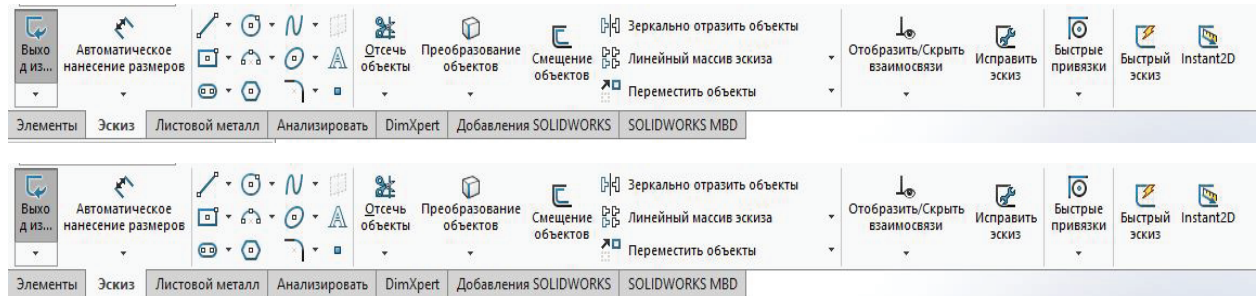 Выхо
д из...
Автоматическое
нанесение размеров
Отсечь
объекты
Преобразование
объектов
Смещение
объектов
Зеркально отразить объекты
Линейный массив эскиза
Переместить объекты
Отобразить/Скрыть
взаимосвязи
Исправить
эскиз
Быстрые
привязки
Быстрый
эскиз
Instant2D
Элементы Эскиз Листовой металл Анализировать DimXpert Добавления SOLIDWORKS SOLIDWORKS MBD
Выхо
д из...
Автоматическое
нанесение размеров
Отсечь
объекты
Преобразование
объектов
Смещение
объектов
Зеркально отразить объекты
Линейный массив эскиза
Переместить объекты
Отобразить/Скрыть
взаимосвязи
Исправить
эскиз
Быстрые
привязки
Быстрый
эскиз
Instant2D
Элементы Эскиз Листовой металл Анализировать DimXpert Добавления SOLIDWORKS SOLIDWORKS MBD